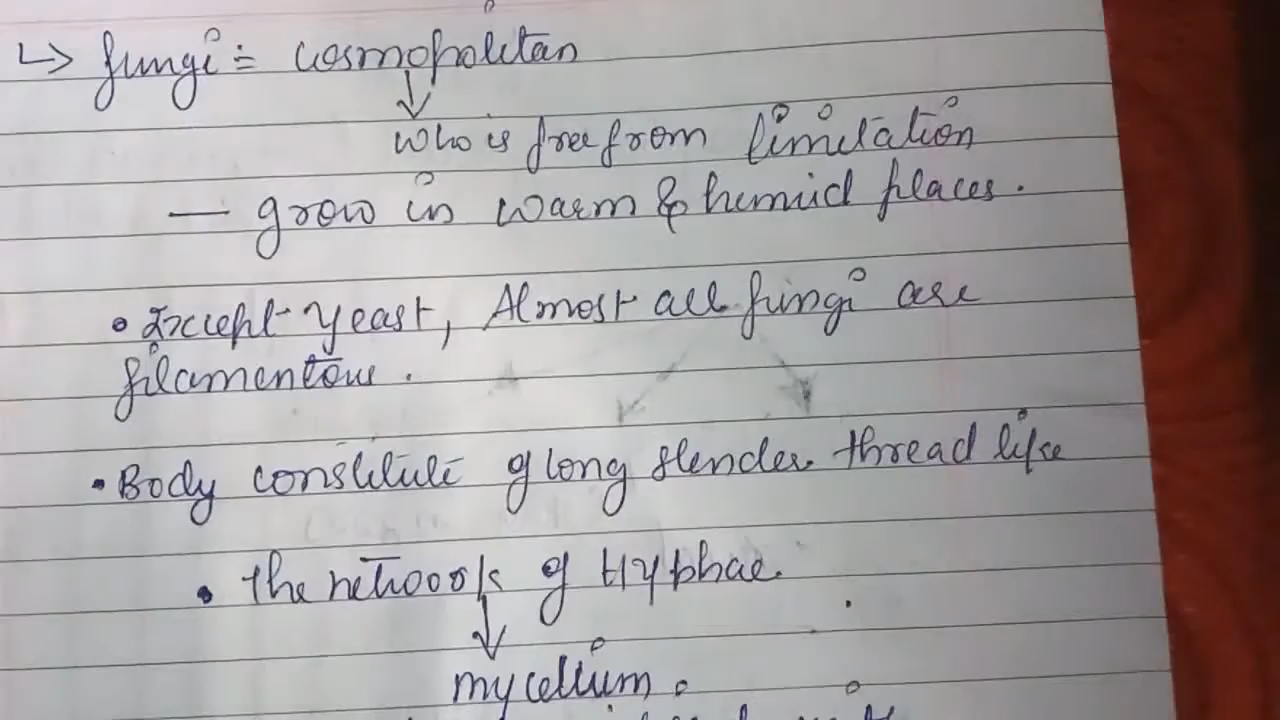 ↳ fungi = cosmopolitan
↓
who is free from limitation
— grow in warm & humid places.
• Except yeast, Almost all fungi are
filamentous.
• Body constitute of long slender thread like
• The network of Hyphae.
↓
mycelium.